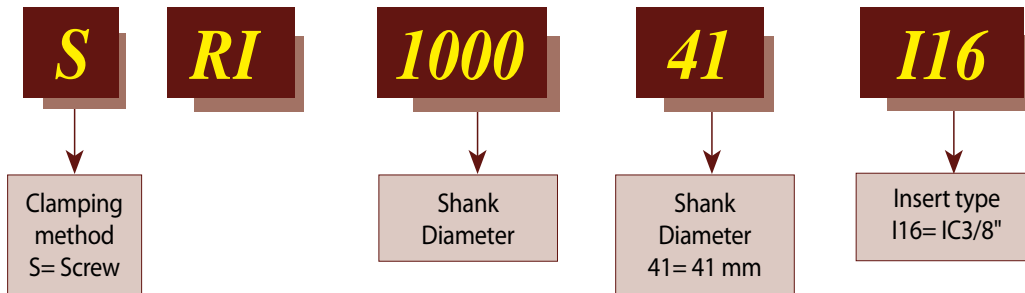 S RI 1000 41 I16
Clamping
method
S= Screw
Shank
Diameter
Shank
Diameter
41= 41 mm
Insert type
I16= IC3/8"